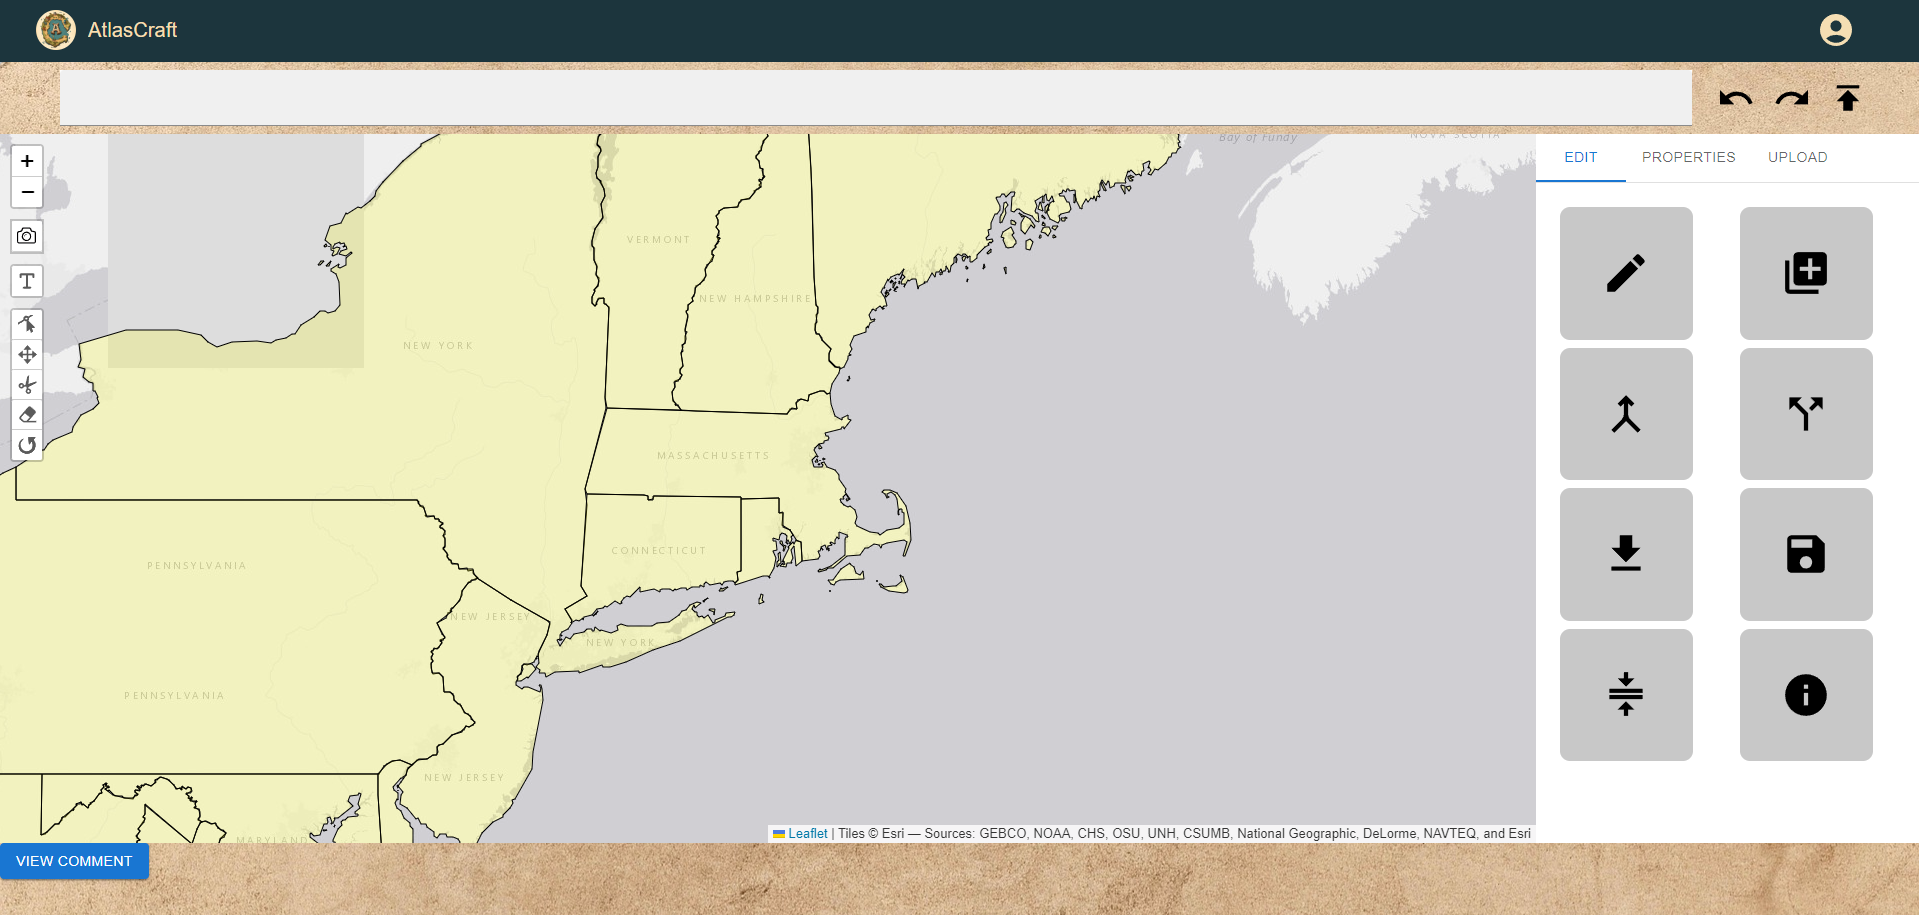 AtlasCraft
Bay of Fundy
NOVA SCOTIA
+
−
T
EDIT
PROPERTIES
UPLOAD
VERMONT
NEW HAMPSHIRE
NEW YORK
MASSACHUSETTS
CONNECTICUT
PENNSYLVANIA
NEW JERSEY
NEW YORK
PENNSYLVANIA
NEW JERSEY
MARYLAND
Leaflet | Tiles © Esri — Sources: GEBCO, NOAA, CHS, OSU, UNH, CSUMB, National Geographic, DeLorme, NAVTEQ, and Esri
VIEW COMMENT